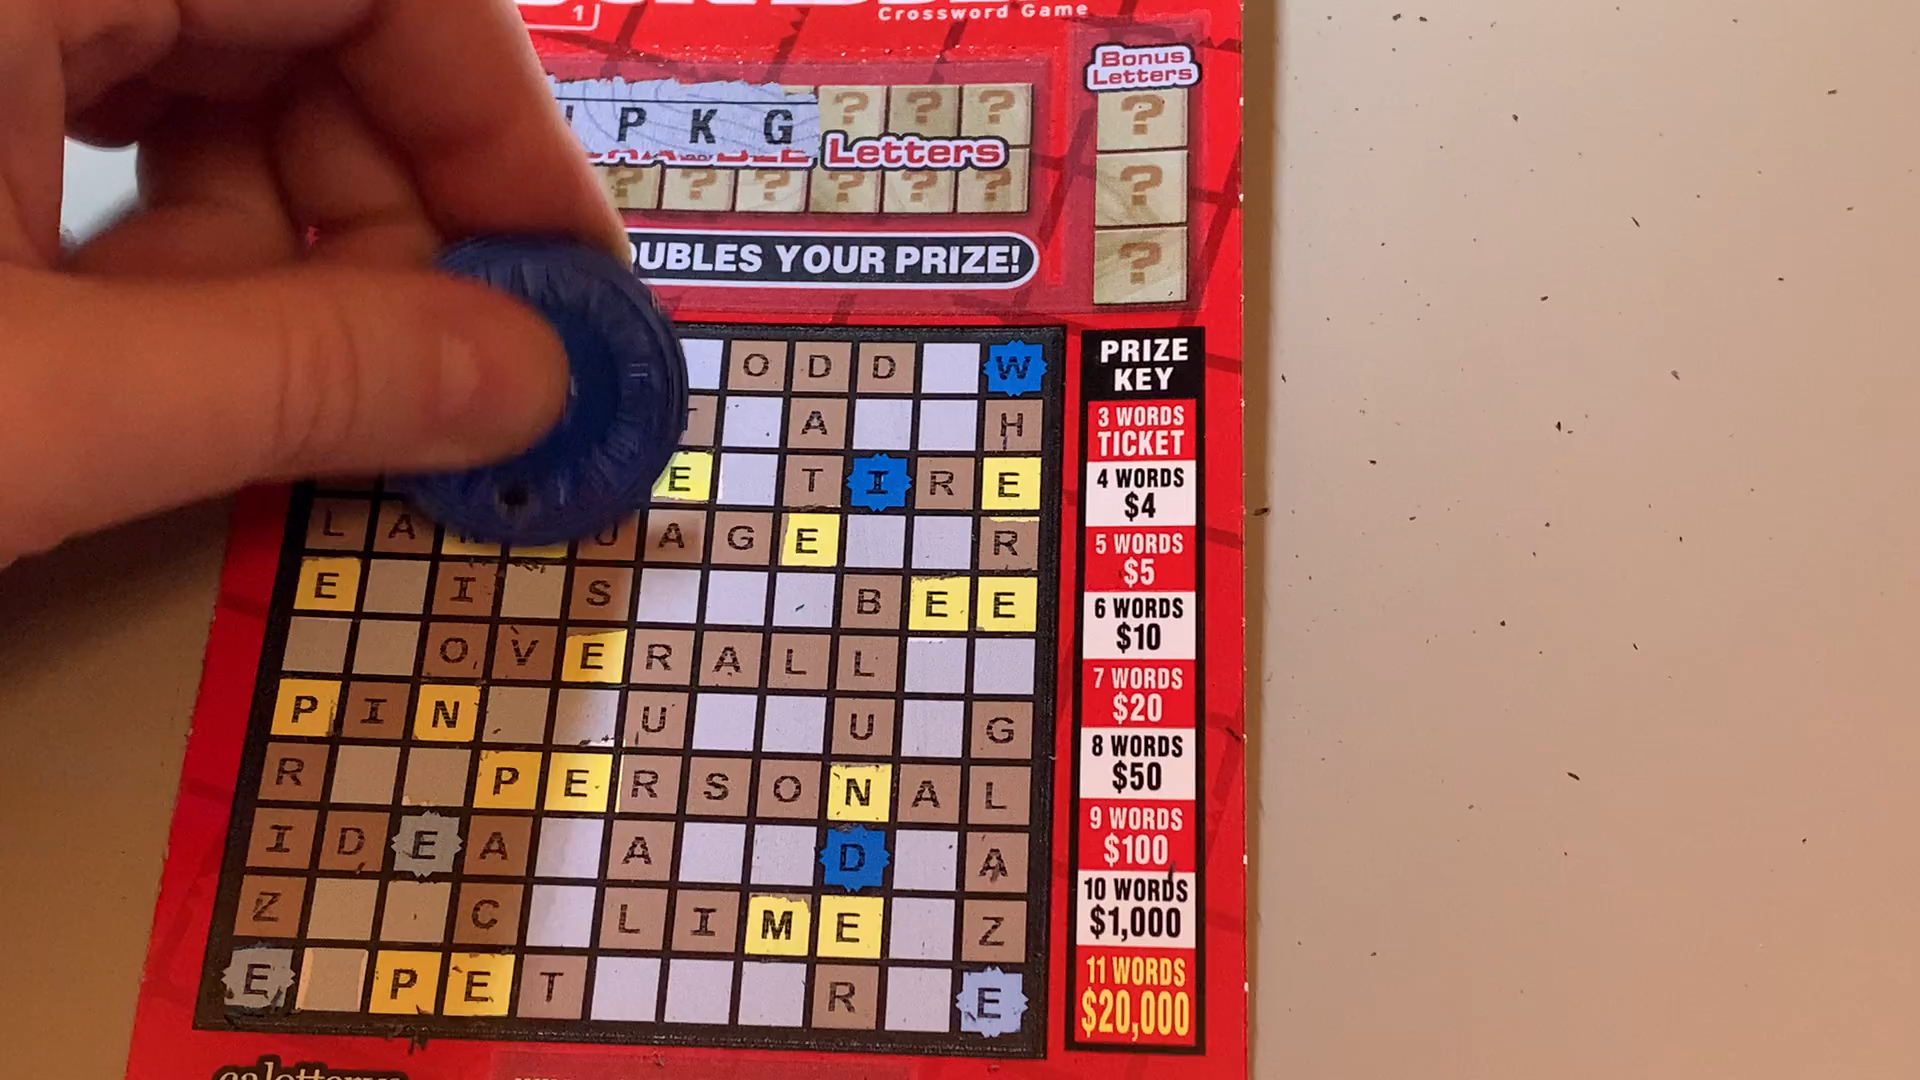 1
Crossword Game
Bonus
Letters
P K G ? ? ?
Letters
? ? ? ? ? ?
?
?
?
OUBLES YOUR PRIZE!
O D D W
A H
E T I R E
L A U A G E R
E I S B E E
O V E R A L L
P I N U U G
R P E R S O N A L
I D E A A D A
Z C L I M E Z
E P E T R E
PRIZE
KEY
3 WORDS
TICKET
4 WORDS
$4
5 WORDS
$5
6 WORDS
$10
7 WORDS
$20
8 WORDS
$50
9 WORDS
$100
10 WORDS
$1,000
11 WORDS
$20,000